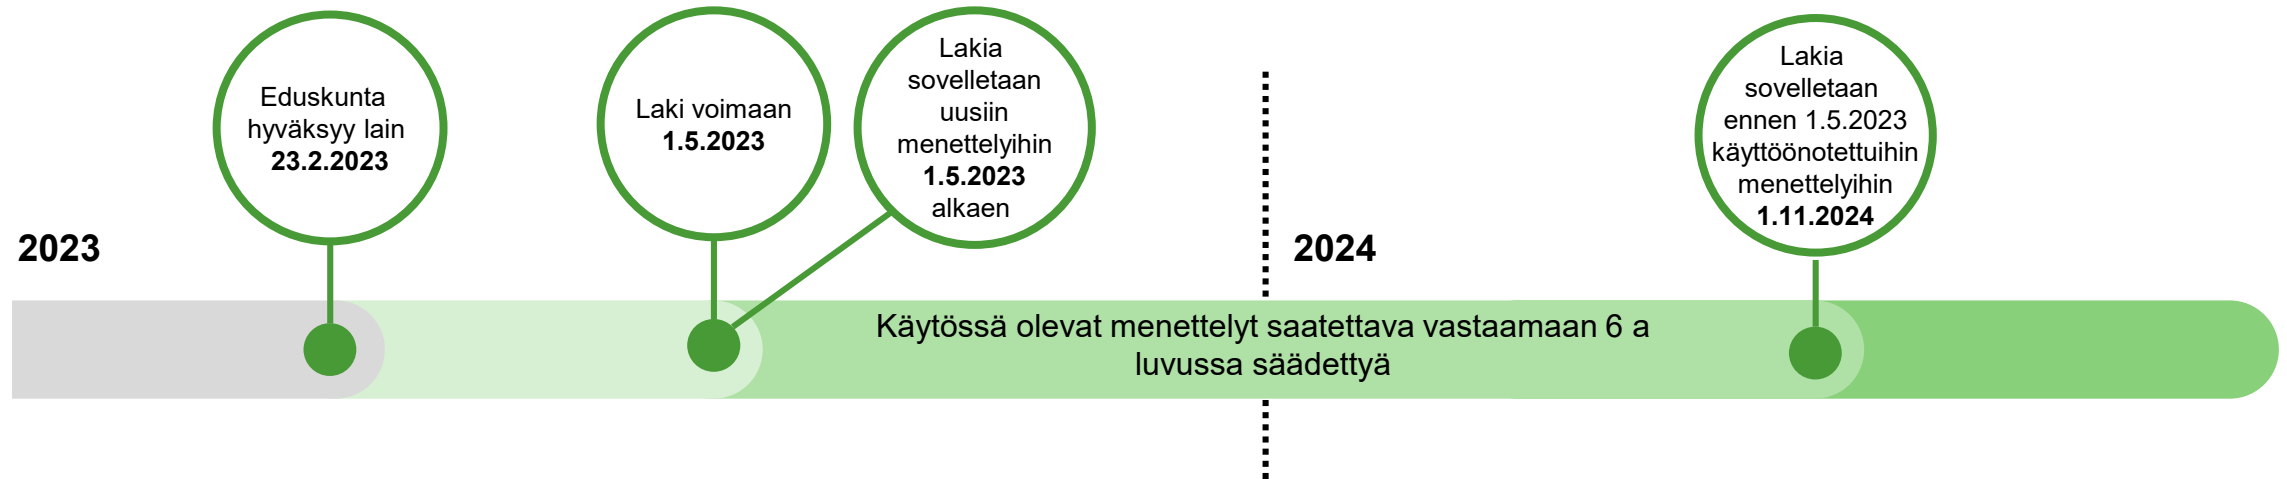 Eduskunta
hyväksyy lain
23.2.2023
Laki voimaan
1.5.2023
Lakia
sovelletaan
uusiin
menettelyihin
1.5.2023
alkaen
Lakia
sovelletaan
ennen 1.5.2023
käyttöönotettuihin
menettelyihin
1.11.2024
2023
2024
Käytössä olevat menettelyt saatettava vastaamaan 6 a
luvussa säädettyä